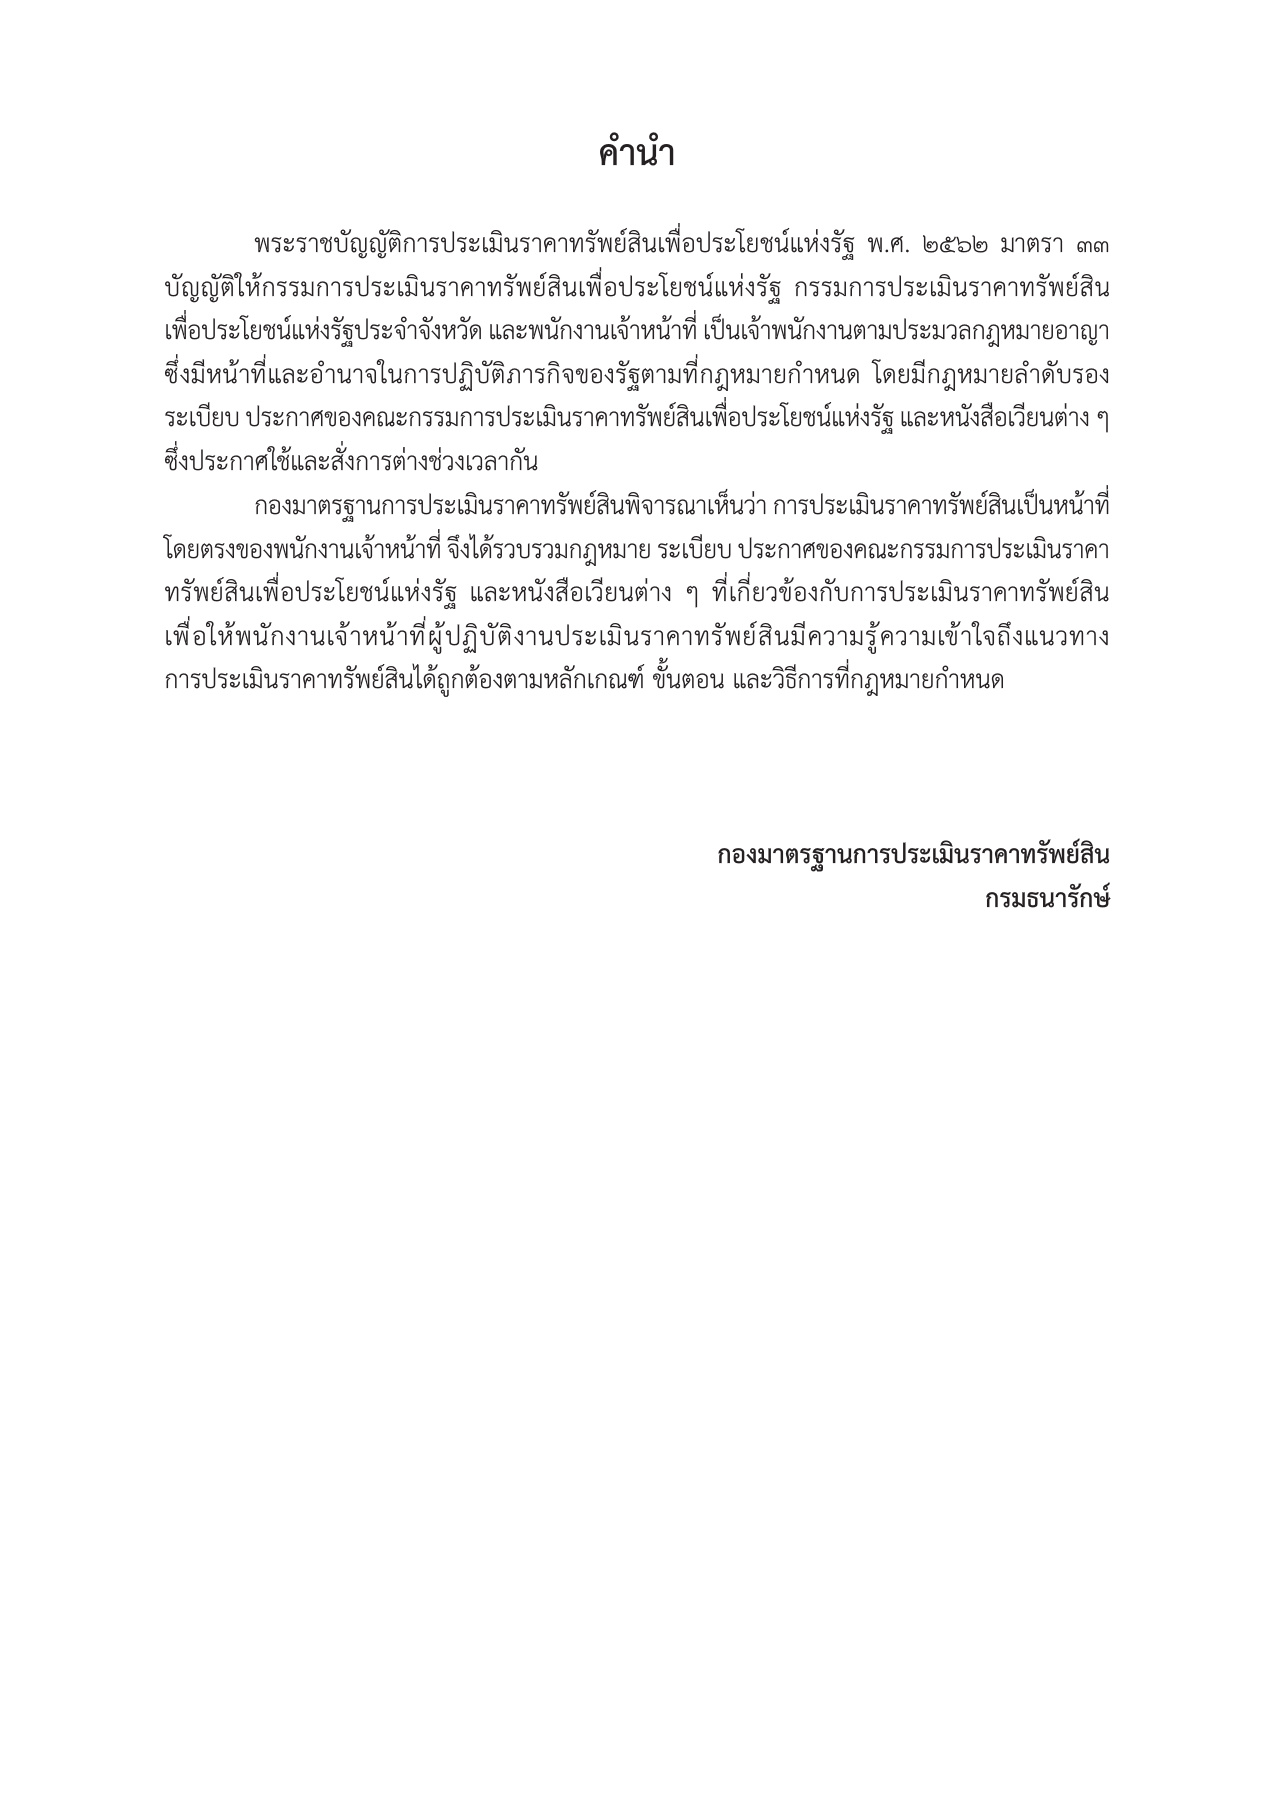 คำนำ
พระราชบัญญัติการประเมินราคาทรัพย์สินเพื่อประโยชน์แห่งรัฐ พ.ศ. ๒๕๖๒ มาตรา ๓๓
บัญญัติให้กรรมการประเมินราคาทรัพย์สินเพื่อประโยชน์แห่งรัฐ กรรมการประเมินราคาทรัพย์สิน
เพื่อประโยชน์แห่งรัฐประจำจังหวัด และพนักงานเจ้าหน้าที่ เป็นเจ้าพนักงานตามประมวลกฎหมายอาญา
ซึ่งมีหน้าที่และอำนาจในการปฏิบัติภารกิจของรัฐตามที่กฎหมายกำหนด โดยมีกฎหมายลำดับรอง
ระเบียบ ประกาศของคณะกรรมการประเมินราคาทรัพย์สินเพื่อประโยชน์แห่งรัฐ และหนังสือเวียนต่าง ๆ
ซึ่งประกาศใช้และสั่งการต่างช่วงเวลากัน
กองมาตรฐานการประเมินราคาทรัพย์สินพิจารณาเห็นว่า การประเมินราคาทรัพย์สินเป็นหน้าที่
โดยตรงของพนักงานเจ้าหน้าที่ จึงได้รวบรวมกฎหมาย ระเบียบ ประกาศของคณะกรรมการประเมินราคา
ทรัพย์สินเพื่อประโยชน์แห่งรัฐ และหนังสือเวียนต่าง ๆ ที่เกี่ยวข้องกับการประเมินราคาทรัพย์สิน
เพื่อให้พนักงานเจ้าหน้าที่ผู้ปฏิบัติงานประเมินราคาทรัพย์สินมีความรู้ความเข้าใจถึงแนวทาง
การประเมินราคาทรัพย์สินได้ถูกต้องตามหลักเกณฑ์ ขั้นตอน และวิธีการที่กฎหมายกำหนด
กองมาตรฐานการประเมินราคาทรัพย์สิน
กรมธนารักษ์